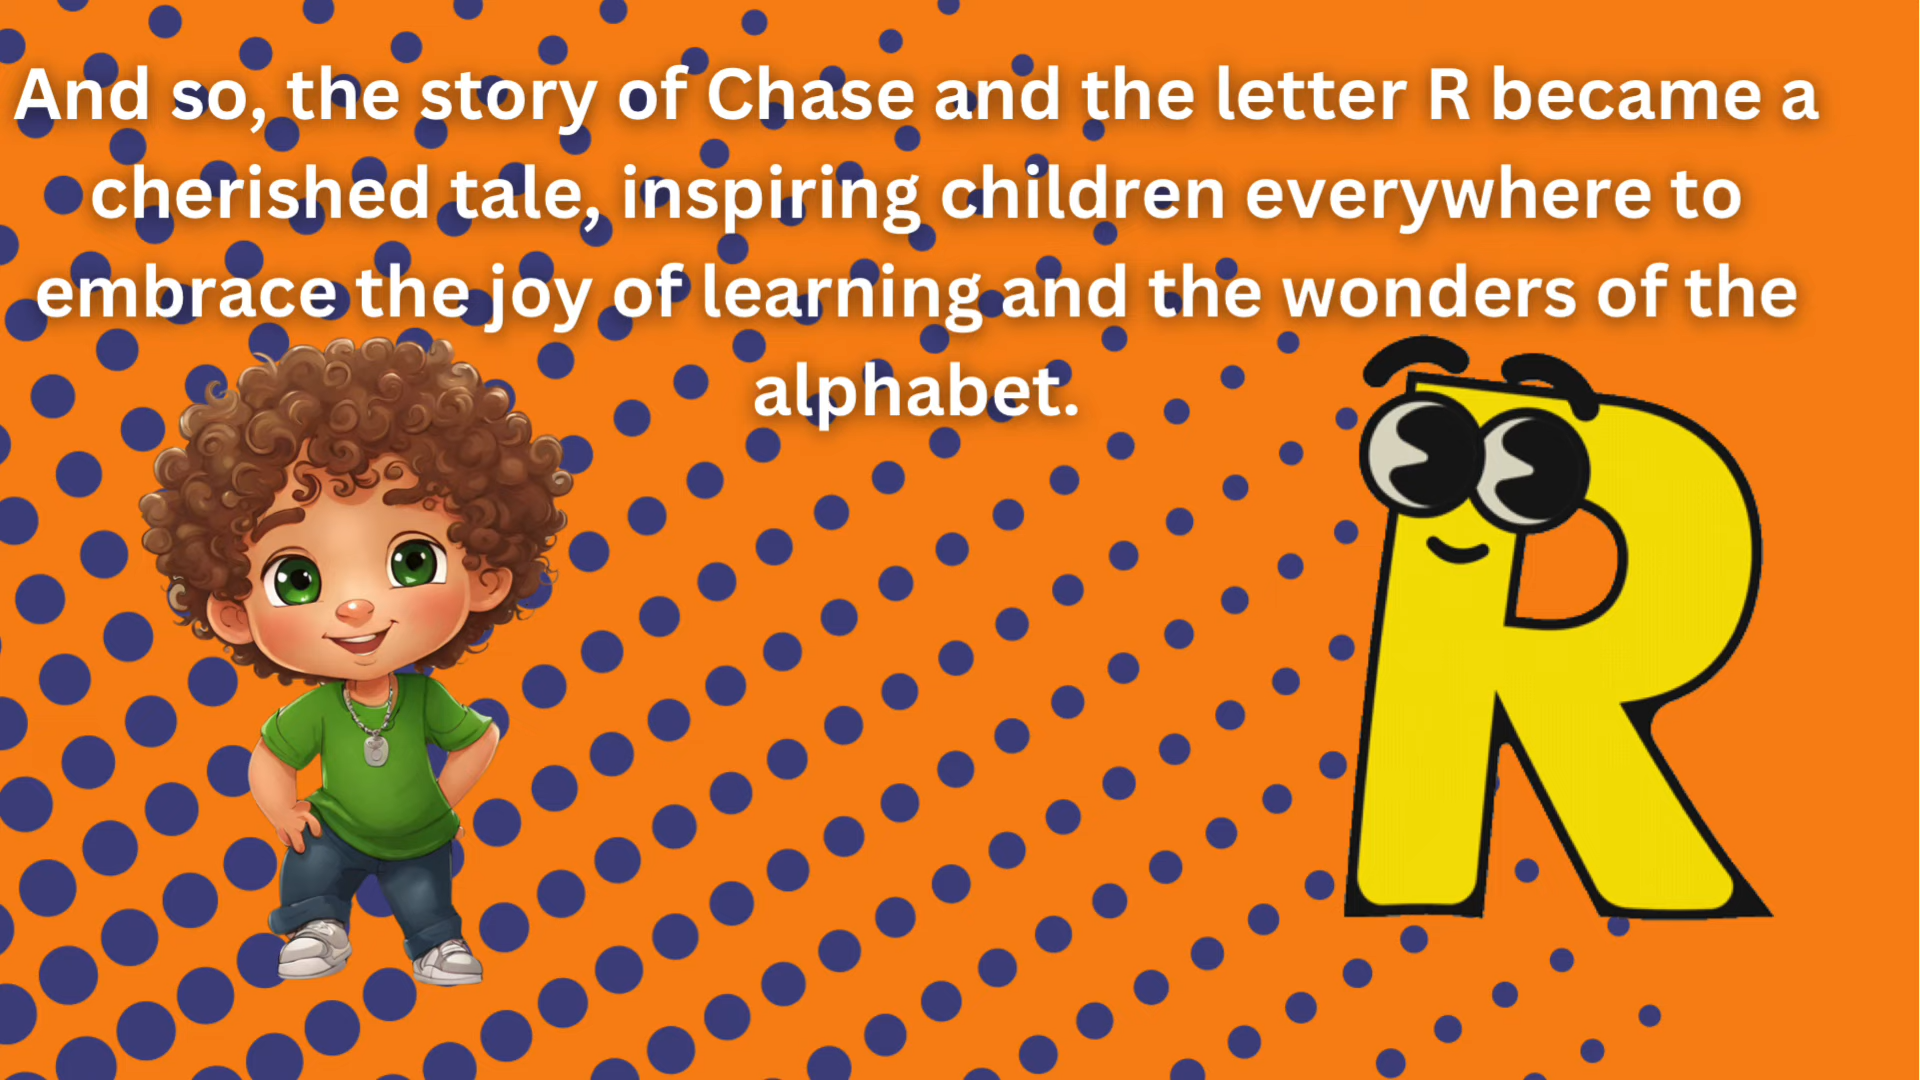 And so, the story of Chase and the letter R became a
cherished tale, inspiring children everywhere to
embrace the joy of learning and the wonders of the
alphabet.
R